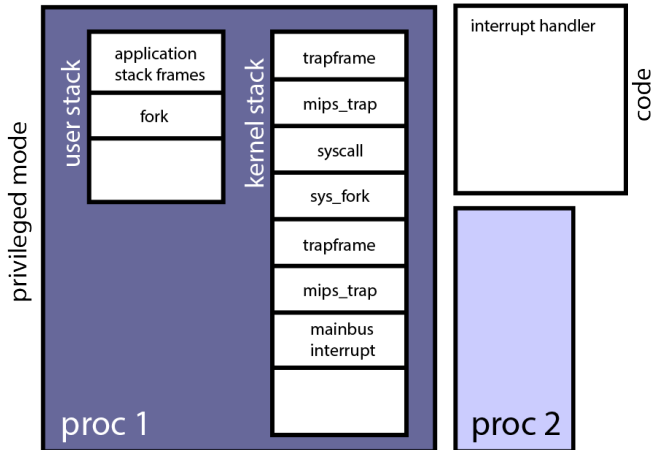 privileged mode
user stack
application
stack frames
fork
kernel stack
trapframe
mips_trap
syscall
sys_fork
trapframe
mips_trap
mainbus
interrupt
proc 1
interrupt handler
code
proc 2